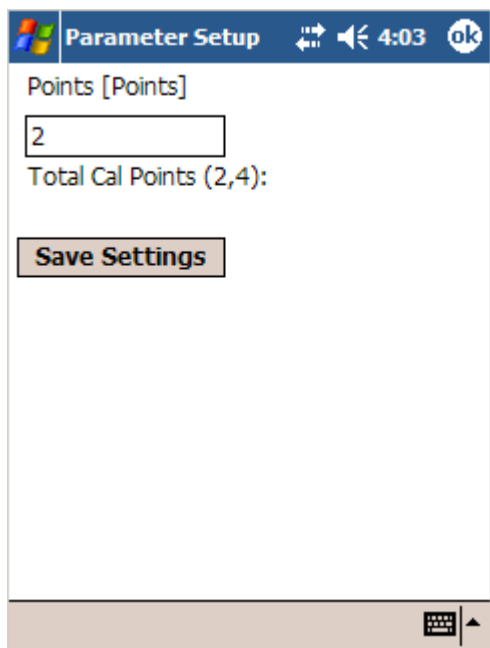 Parameter Setup 4:03 ok
Points [Points]
2
Total Cal Points (2,4):
Save Settings